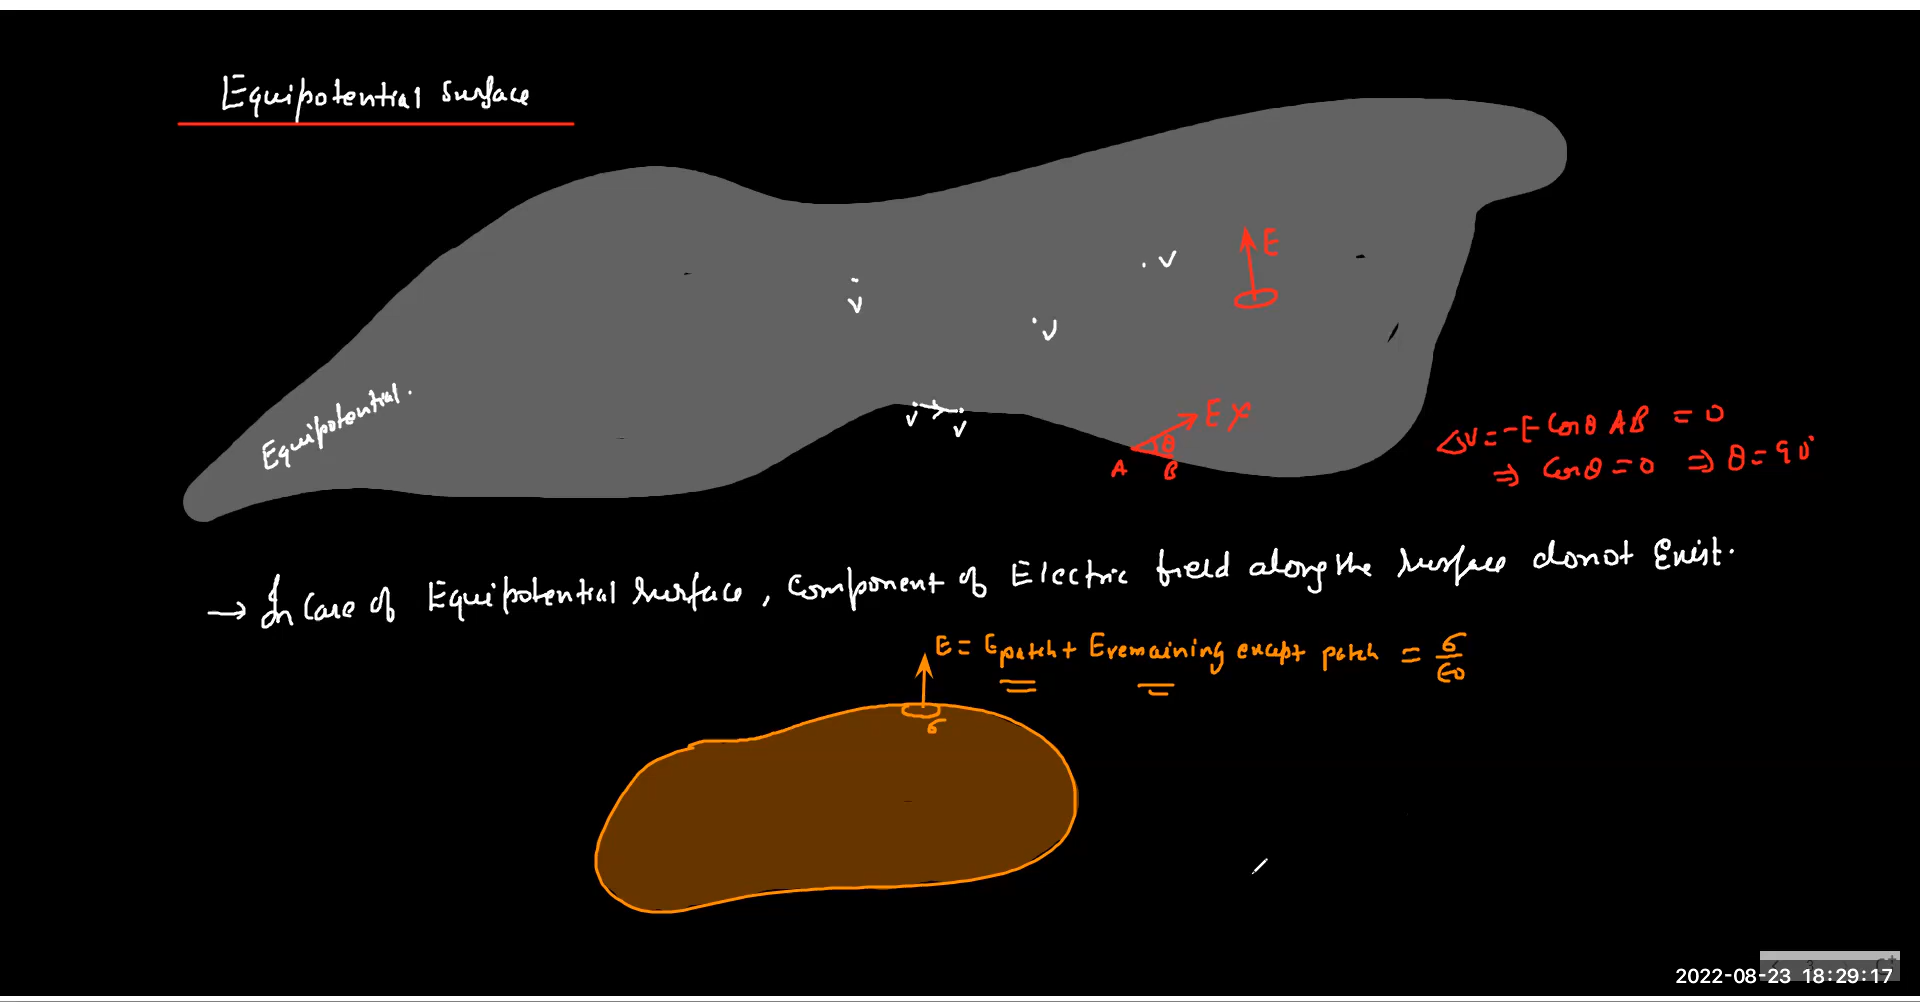 Equipotential Surface
E
V
V
V
Equipotential.
V
V
E
θ
A
B
ΔV = -E Cosθ AB = 0
⇒ Cosθ = 0 ⇒ θ = 90°
→ In Case of Equipotential Surface, Component of Electric field along the Surface donot Exist.
E = Epatch + Eremaining except patch = σ/ε0
σ
2022-08-23 18:29:17